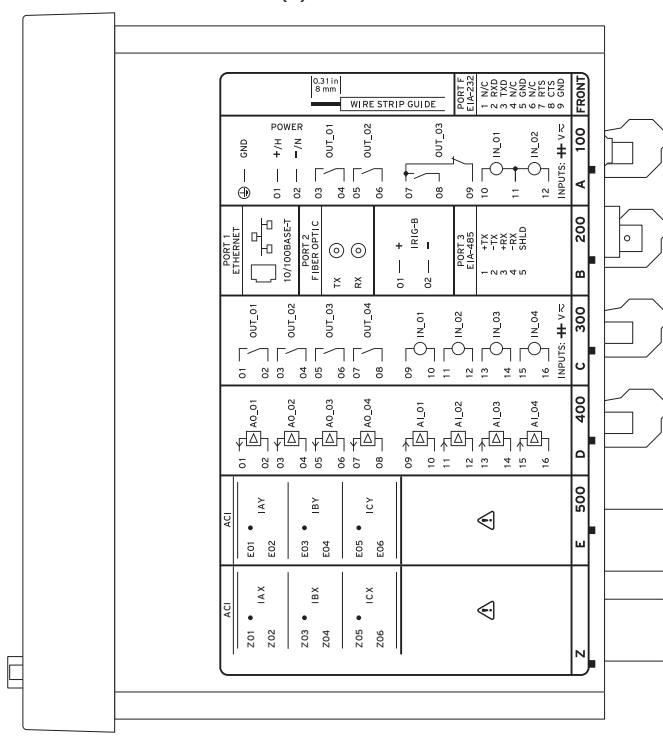 0.31 in
8 mm
WIRE STRIP GUIDE
PORT F
EIA-232
1 N/C
2 RXD
3 TXD
4 N/C
5 GND
6 N/C
7 RTS
8 CTS
9 GND
FRONT
GND
POWER
01 +/H
02 −/N
OUT_01
03
04
OUT_02
05
06
OUT_03
07
08
09
IN_01
10
11
IN_02
12
INPUTS: V
A 100
PORT 1
ETHERNET
10/100BASE-T
PORT 2
FIBER OPTIC
TX
RX
01 +
IRIG-B
02 −
PORT 3
EIA-485
1 +TX
2 -TX
3 +RX
4 -RX
5 SHLD
B 200
OUT_01
01
02
OUT_02
03
04
OUT_03
05
06
OUT_04
07
08
IN_01
09
10
IN_02
11
12
IN_03
13
14
IN_04
15
16
INPUTS: V
C 300
AO_01
01
02
AO_02
03
04
AO_03
05
06
AO_04
07
08
AI_01
09
10
AI_02
11
12
AI_03
13
14
AI_04
15
16
D 400
ACI
E01 IAY
E02
E03 IBY
E04
E05 ICY
E06
E 500
ACI
Z01 IAX
Z02
Z03 IBX
Z04
Z05 ICX
Z06
Z